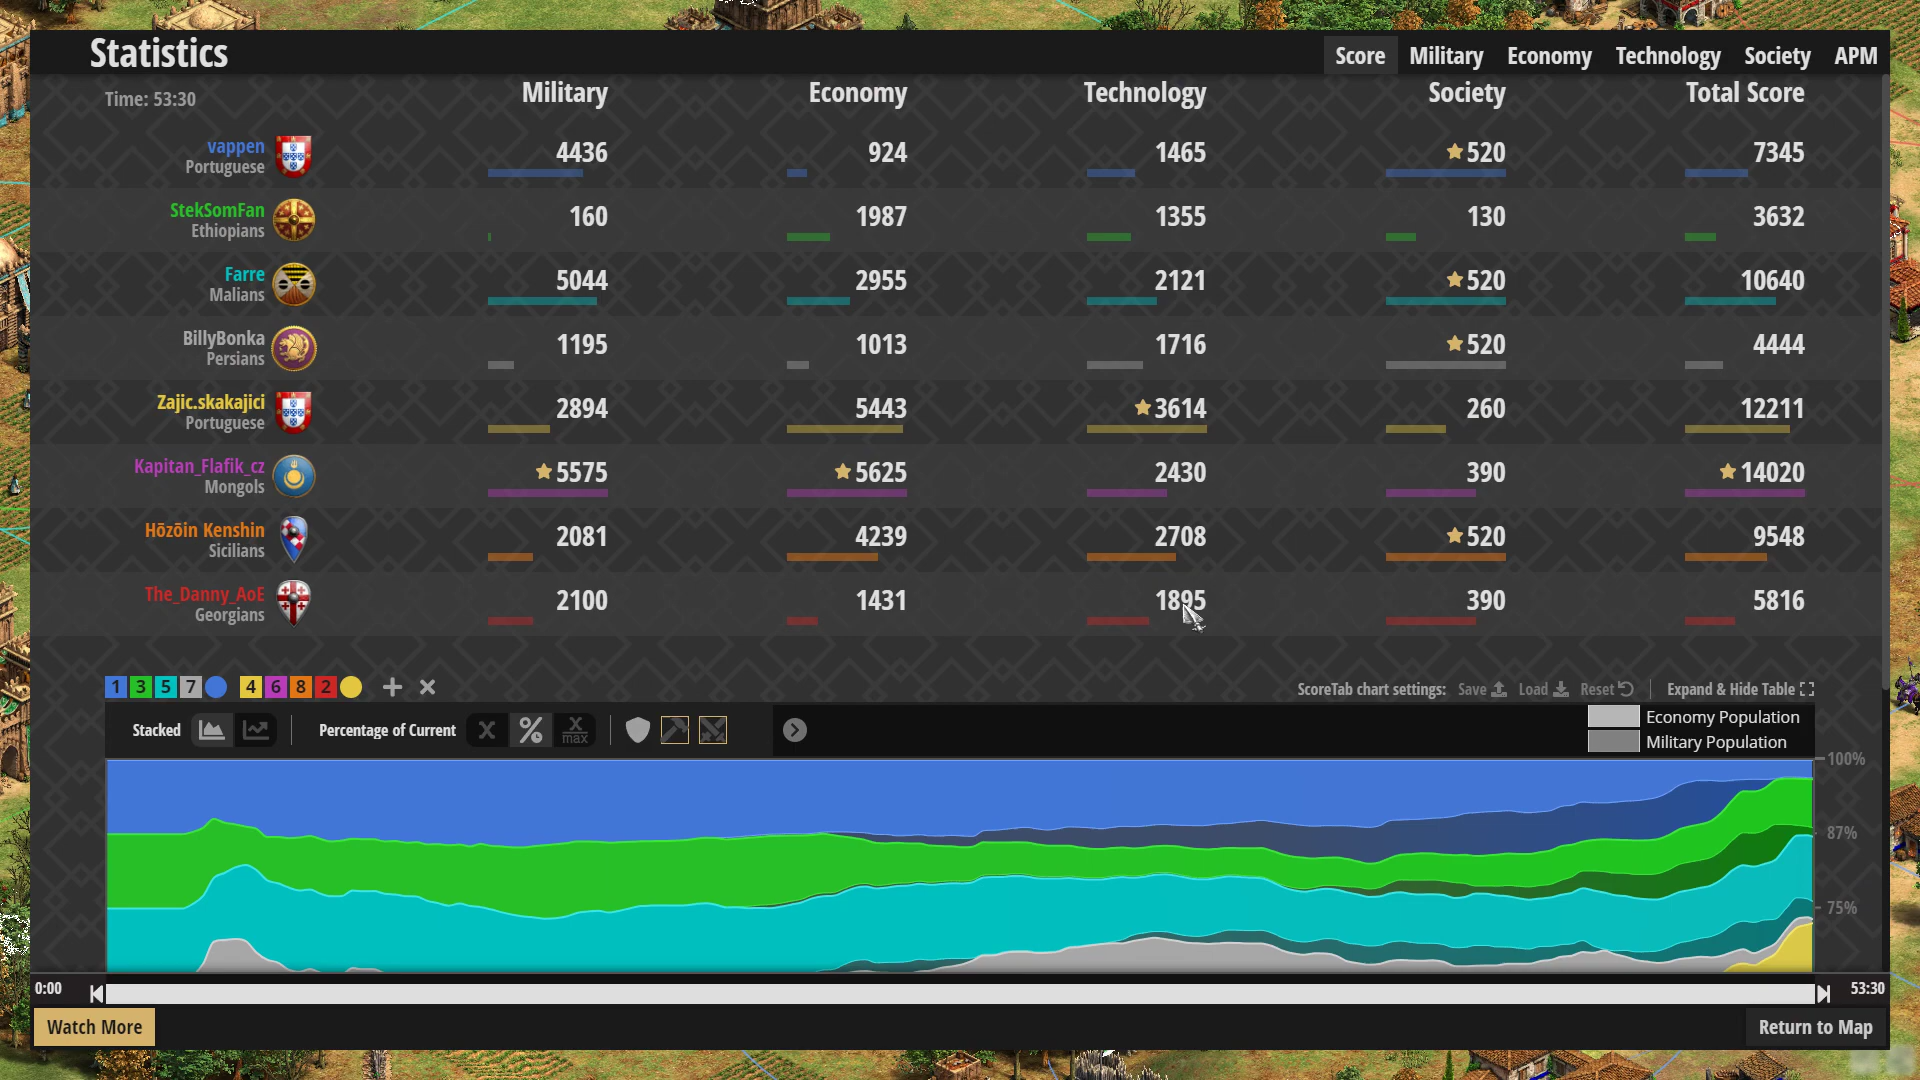 Statistics
Score Military Economy Technology Society APM
Time: 53:30 Military Economy Technology Society Total Score
vappen 4436 924 1465 520 7345
Portuguese
StekSomFan 160 1987 1355 130 3632
Ethiopians
Farre 5044 2955 2121 520 10640
Malians
BillyBonka 1195 1013 1716 520 4444
Persians
Zajic.skakajici 2894 5443 3614 260 12211
Portuguese
Kapitan_Flafik_cz 5575 5625 2430 390 14020
Mongols
Hōzōin Kenshin 2081 4239 2708 520 9548
Sicilians
The_Danny_AoE 2100 1431 1895 390 5816
Georgians
1 3 5 7 4 6 8 2
ScoreTab chart settings: Save Load Reset Expand & Hide Table
Stacked Percentage of Current X % X max
Economy Population
Military Population
100%
87%
75%
0:00 53:30
Watch More Return to Map